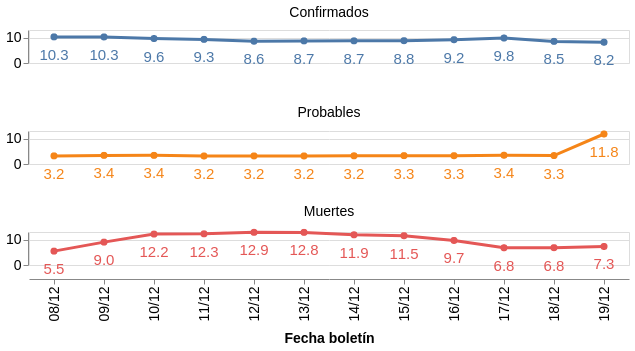 Confirmados
10
0
10.3 10.3 9.6 9.3 8.6 8.7 8.7 8.8 9.2 9.8 8.5 8.2
Probables
10
0
3.2 3.4 3.4 3.2 3.2 3.2 3.2 3.3 3.3 3.4 3.3 11.8
Muertes
10
0
5.5 9.0 12.2 12.3 12.9 12.8 11.9 11.5 9.7 6.8 6.8 7.3
08/12 09/12 10/12 11/12 12/12 13/12 14/12 15/12 16/12 17/12 18/12 19/12
Fecha boletín